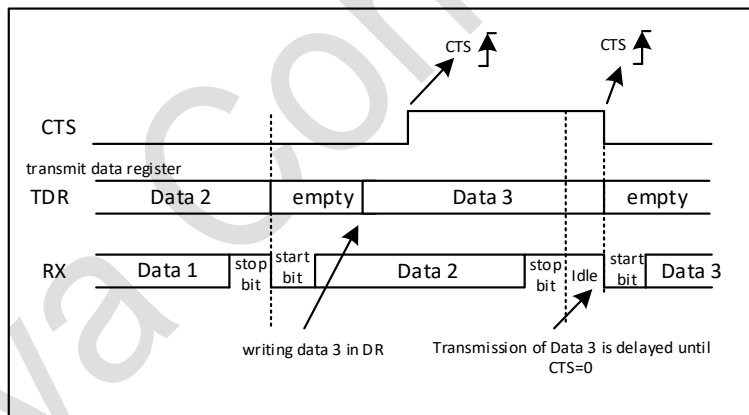 CTS
CTS
CTS
transmit data register
TDR
Data 2
empty
Data 3
empty
RX
Data 1
stop
bit
start
bit
Data 2
stop
bit
Idle
start
bit
Data 3
writing data 3 in DR
Transmission of Data 3 is delayed until
CTS=0